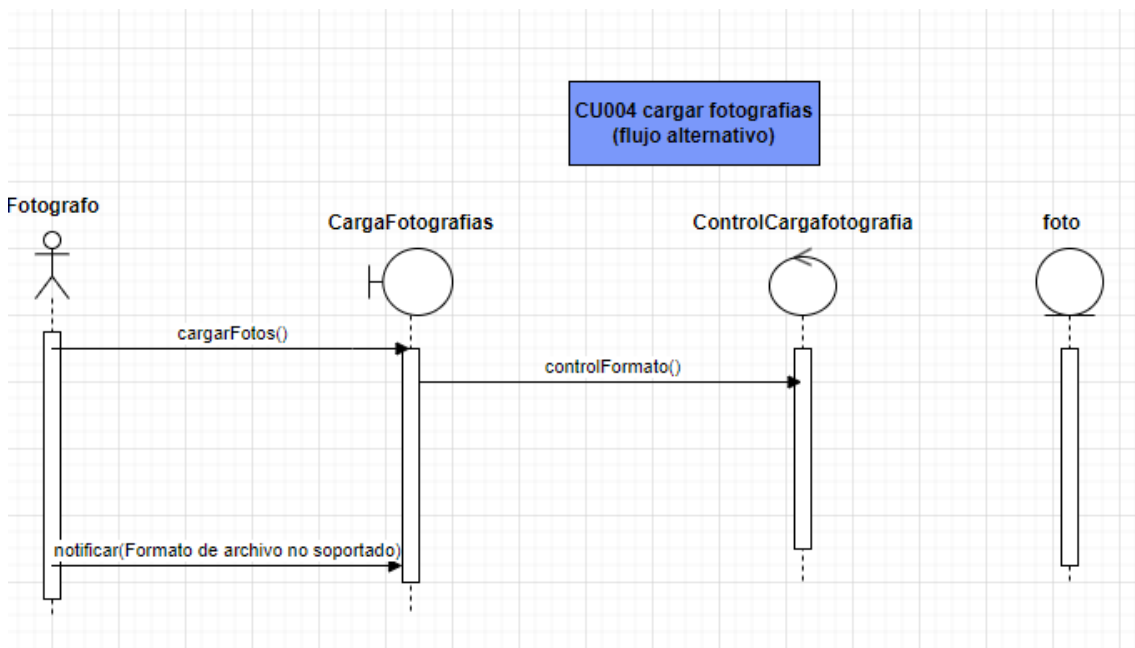 CU004 cargar fotografias
(flujo alternativo)
Fotografo
CargaFotografias
ControlCargafotografia
foto
cargarFotos()
controlFormato()
notificar(Formato de archivo no soportado)